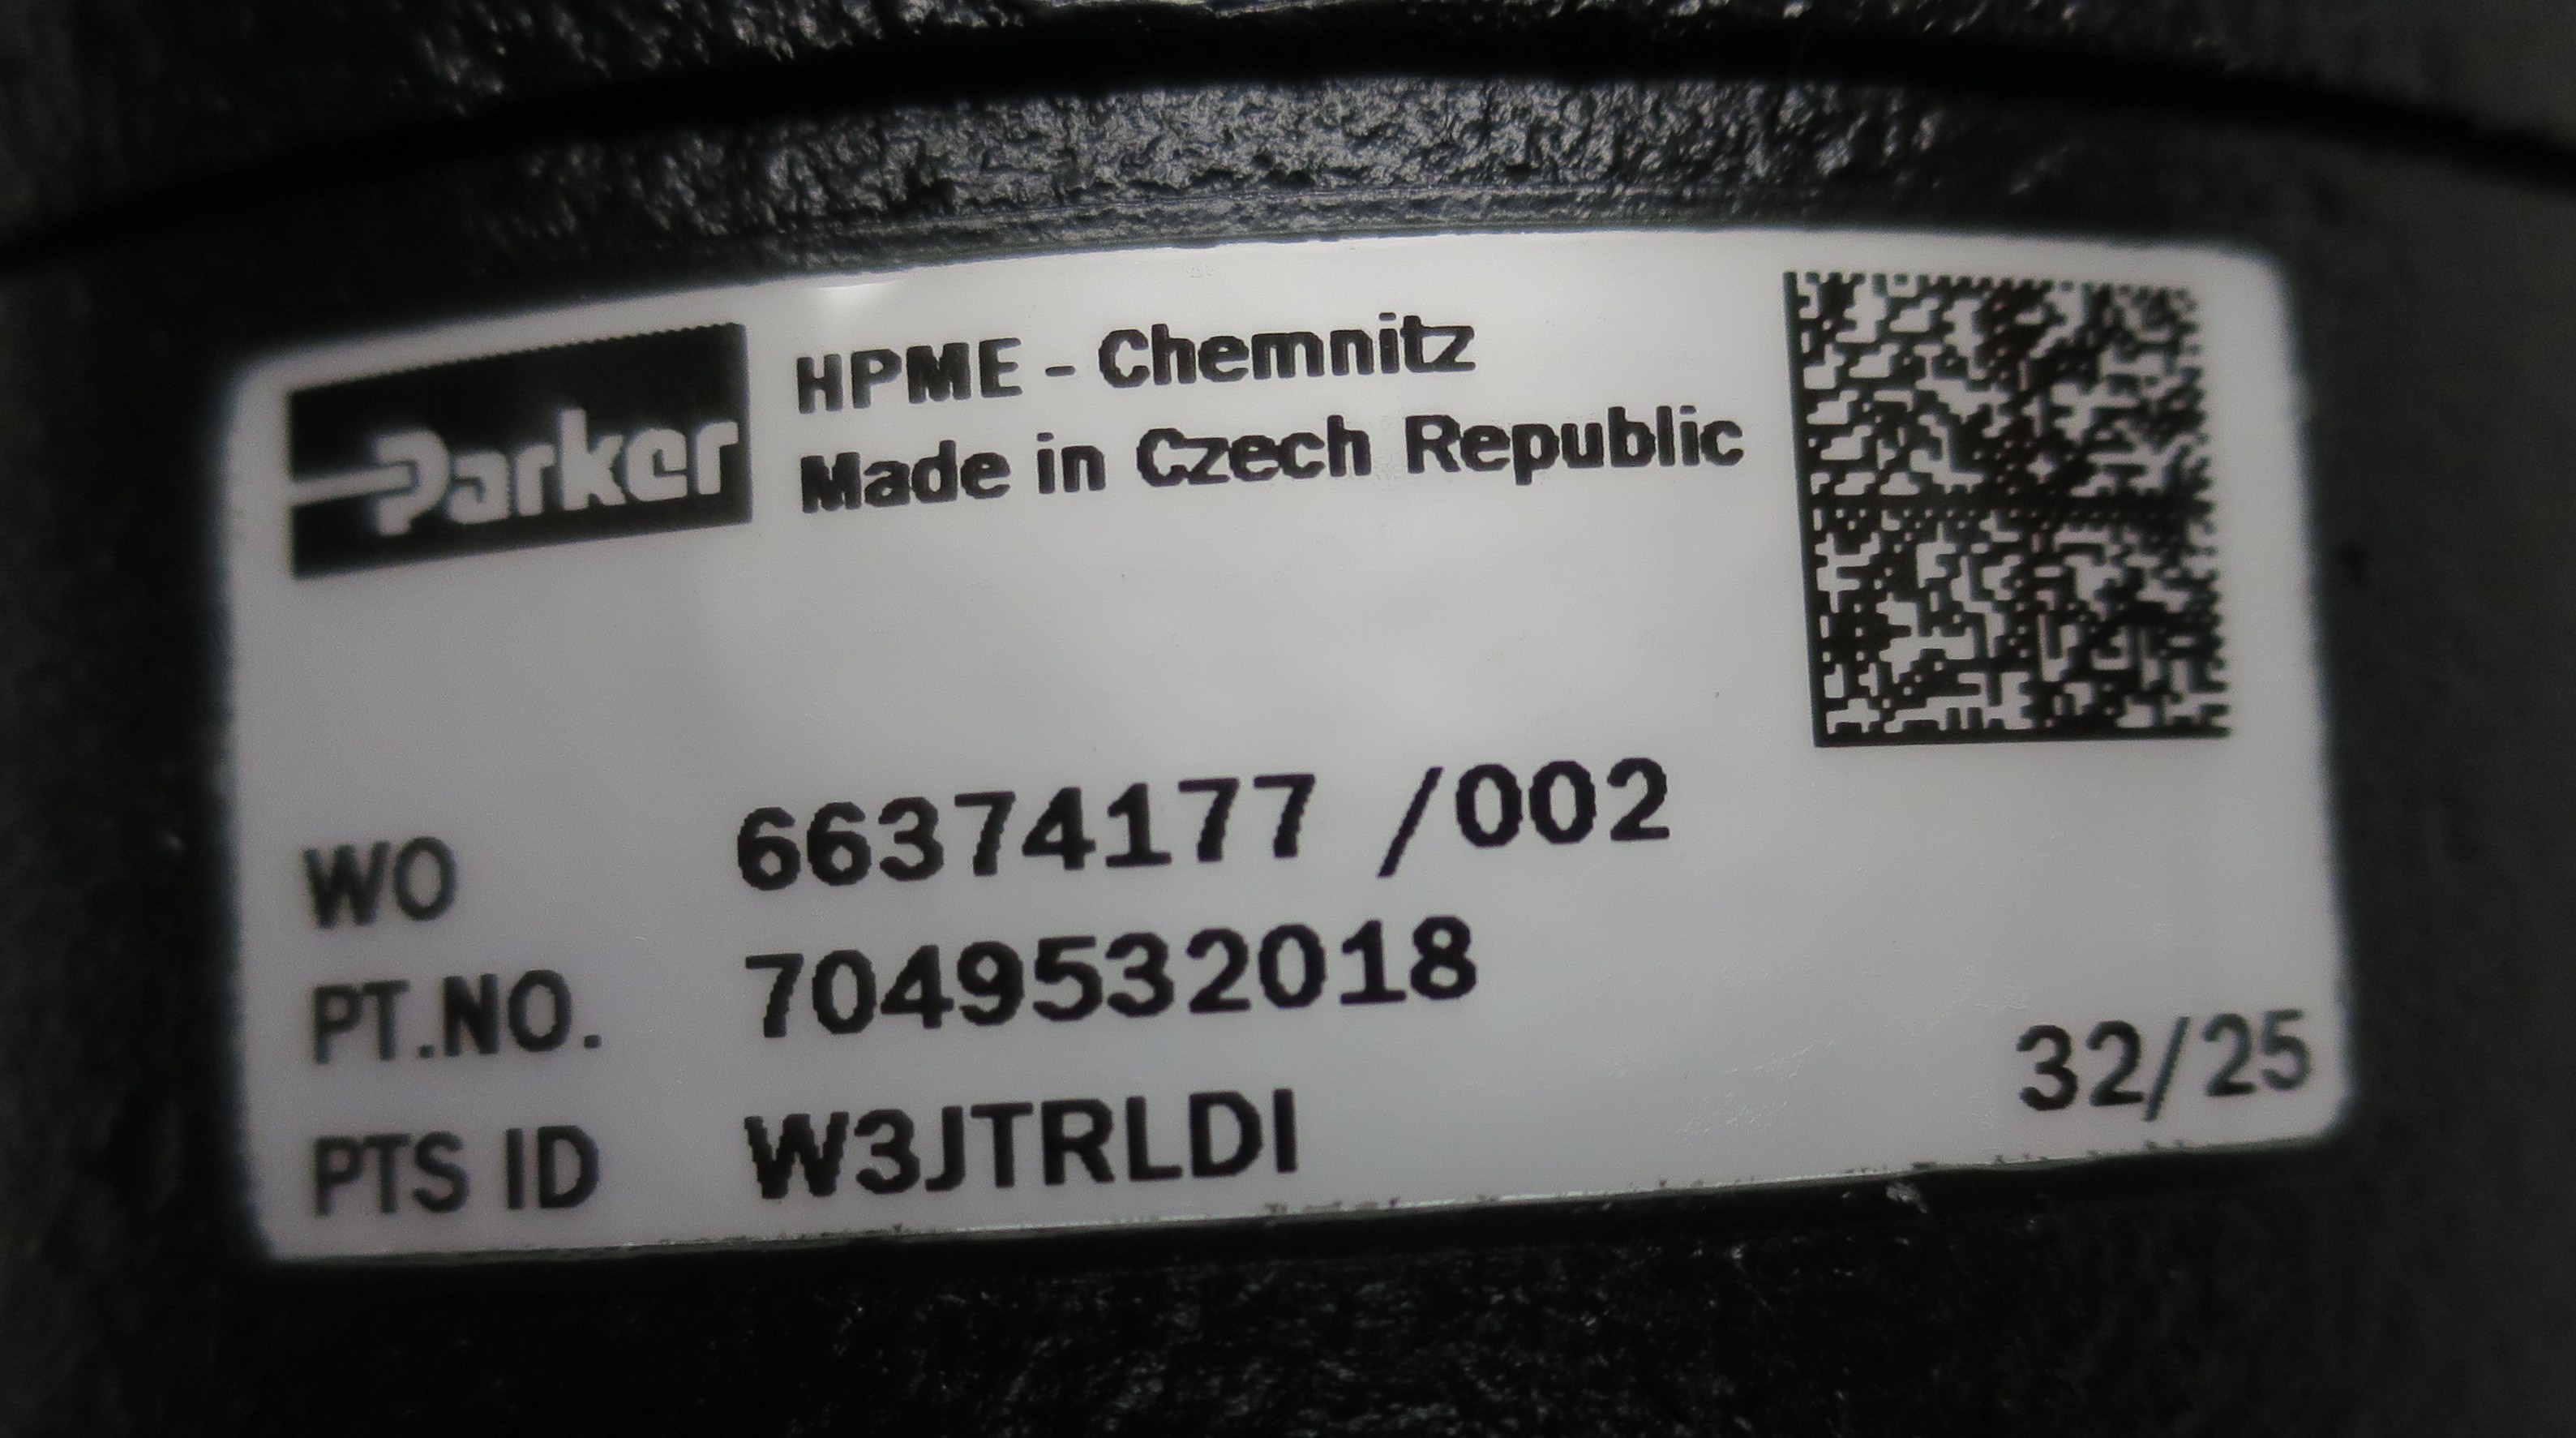 Parker
HPME - Chemnitz
Made in Czech Republic
WO 66374177 /002
PT.NO. 7049532018
PTS ID W3JTRLDI 32/25